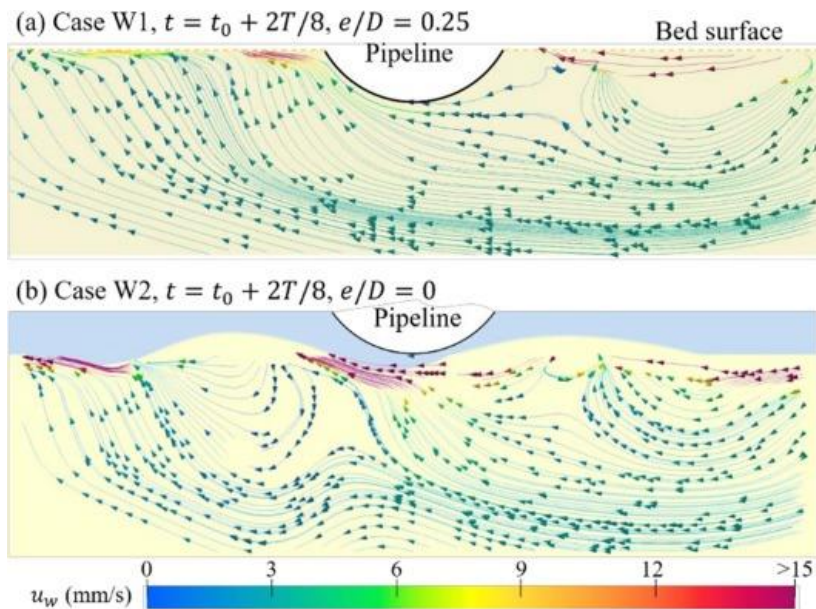 (a) Case W1, t = t₀ + 2T/8, e/D = 0.25
Bed surface
Pipeline
(b) Case W2, t = t₀ + 2T/8, e/D = 0
Pipeline
0 3 6 9 12 >15
u_w (mm/s)